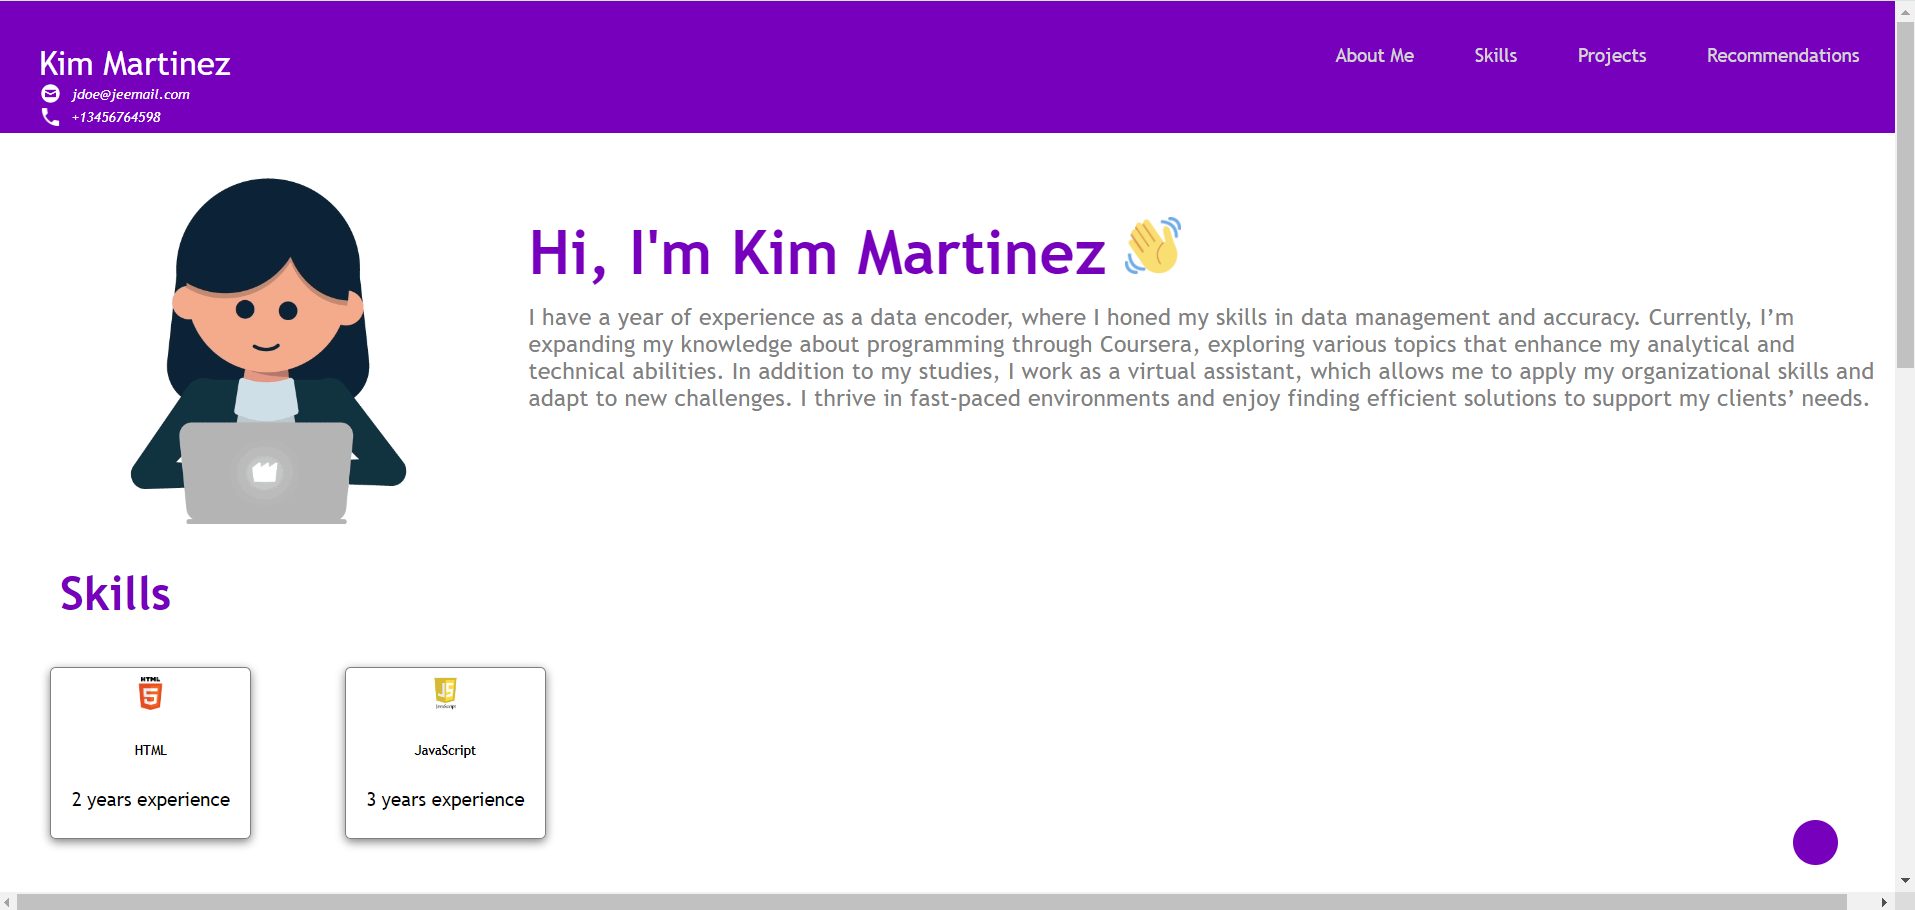 Kim Martinez
jdoe@jeemail.com
+13456764598
About Me
Skills
Projects
Recommendations
Hi, I'm Kim Martinez
I have a year of experience as a data encoder, where I honed my skills in data management and accuracy. Currently, I’m
expanding my knowledge about programming through Coursera, exploring various topics that enhance my analytical and
technical abilities. In addition to my studies, I work as a virtual assistant, which allows me to apply my organizational skills and
adapt to new challenges. I thrive in fast-paced environments and enjoy finding efficient solutions to support my clients’ needs.
Skills
HTML
5
HTML
2 years experience
JS
JavaScript
JavaScript
3 years experience